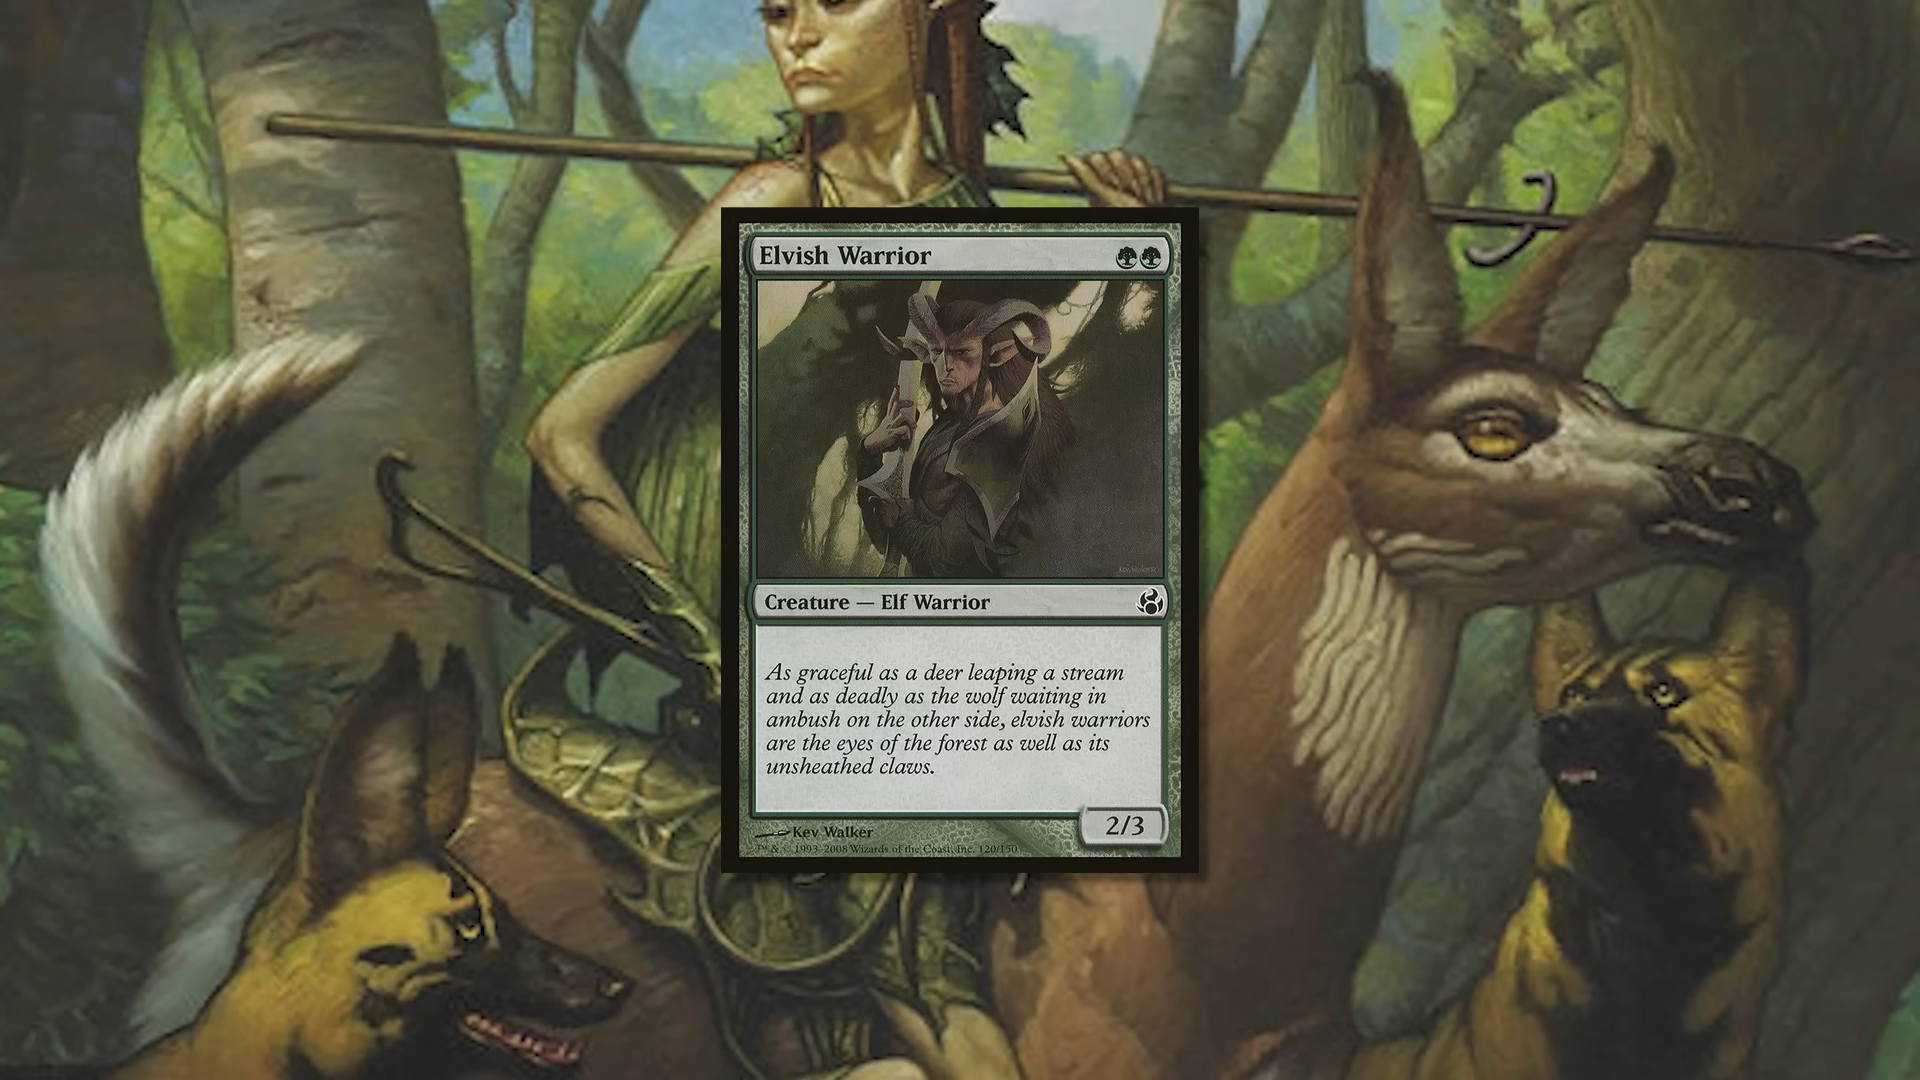 Elvish Warrior
Creature — Elf Warrior
As graceful as a deer leaping a stream
and as deadly as the wolf waiting in
ambush on the other side, elvish warriors
are the eyes of the forest as well as its
unsheathed claws.
2/3
Kev Walker
™ & © 1993-2008 Wizards of the Coast, Inc. 120/150